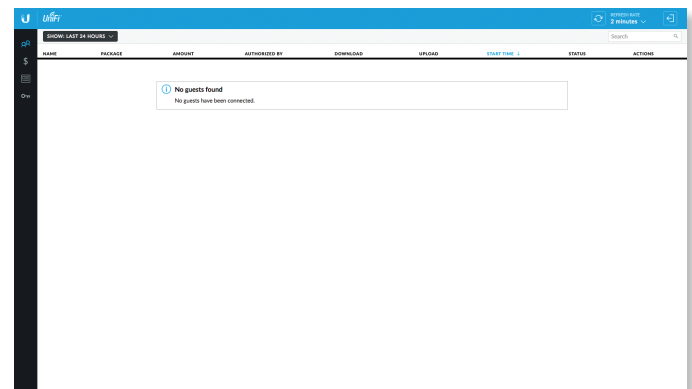 UniFi
REFRESH RATE
2 minutes
SHOW: LAST 24 HOURS
Search
NAME PACKAGE AMOUNT AUTHORIZED BY DOWNLOAD UPLOAD START TIME ↓ STATUS ACTIONS
No guests found
No guests have been connected.